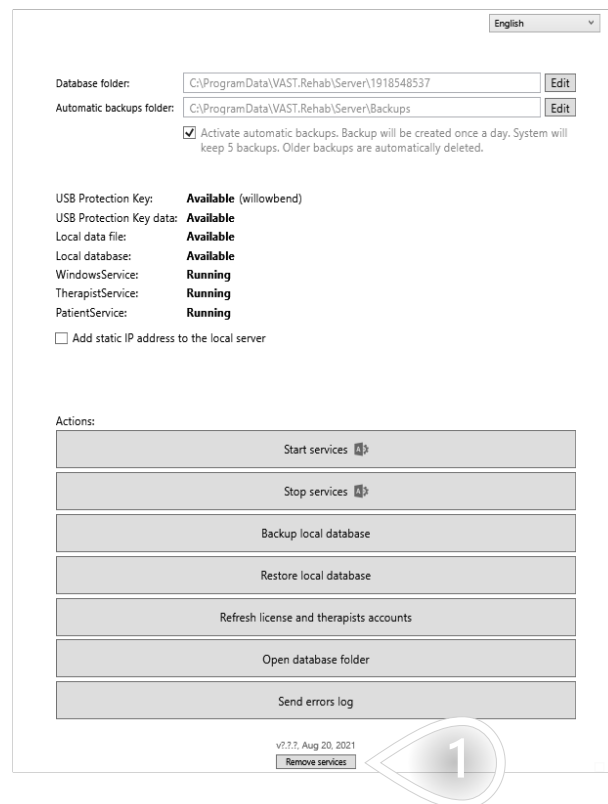 English
Database folder: C:\ProgramData\VAST.Rehab\Server\1918548537 Edit
Automatic backups folder: C:\ProgramData\VAST.Rehab\Server\Backups Edit
Activate automatic backups. Backup will be created once a day. System will
keep 5 backups. Older backups are automatically deleted.
USB Protection Key: Available (willowbend)
USB Protection Key data: Available
Local data file: Available
Local database: Available
WindowsService: Running
TherapistService: Running
PatientService: Running
Add static IP address to the local server
Actions:
Start services
Stop services
Backup local database
Restore local database
Refresh license and therapists accounts
Open database folder
Send errors log
v?.?.?, Aug 20, 2021
Remove services
1